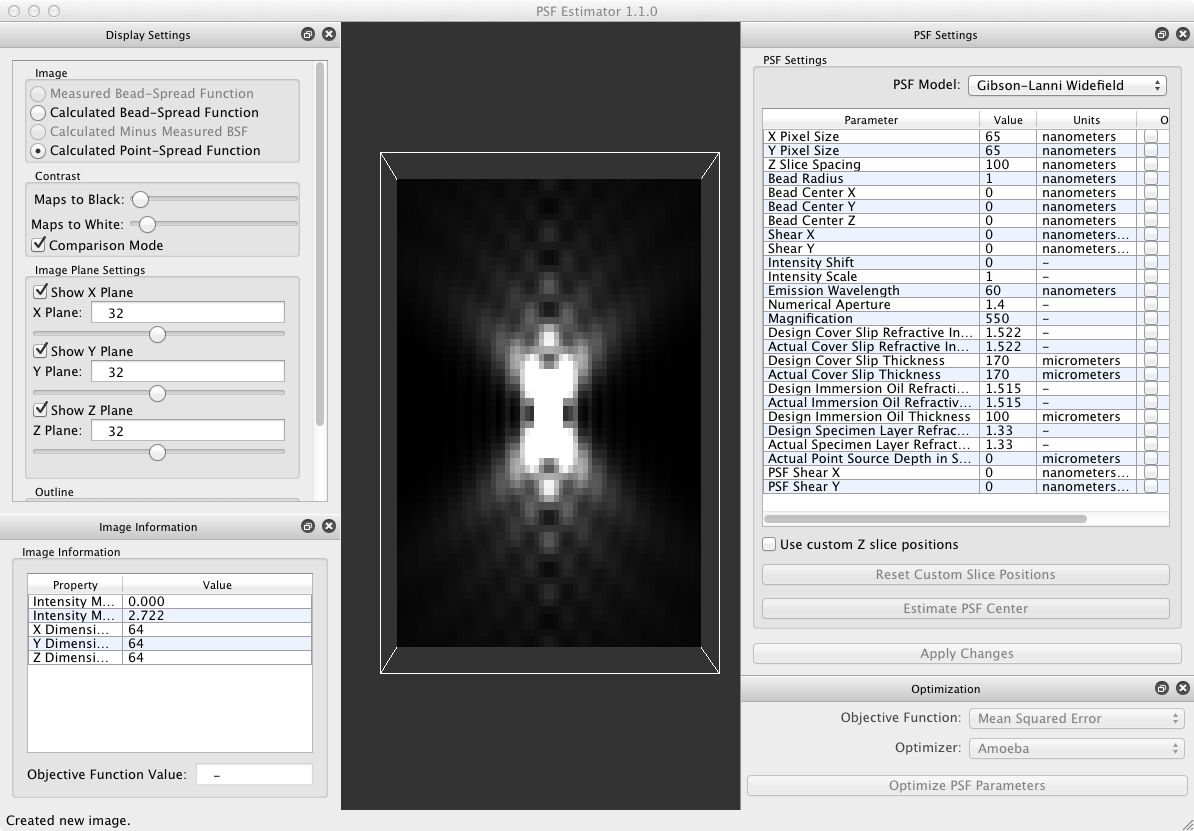 PSF Estimator 1.1.0
Display Settings
Image
Measured Bead-Spread Function
Calculated Bead-Spread Function
Calculated Minus Measured BSF
Calculated Point-Spread Function
Contrast
Maps to Black:
Maps to White:
Comparison Mode
Image Plane Settings
Show X Plane
X Plane: 32
Show Y Plane
Y Plane: 32
Show Z Plane
Z Plane: 32
Outline
Image Information
Image Information
Property Value
Intensity M... 0.000
Intensity M... 2.722
X Dimensi... 64
Y Dimensi... 64
Z Dimensi... 64
Objective Function Value: -
Created new image.
PSF Settings
PSF Settings
PSF Model: Gibson-Lanni Widefield
Parameter Value Units O
X Pixel Size 65 nanometers
Y Pixel Size 65 nanometers
Z Slice Spacing 100 nanometers
Bead Radius 1 nanometers
Bead Center X 0 nanometers
Bead Center Y 0 nanometers
Bead Center Z 0 nanometers
Shear X 0 nanometers...
Shear Y 0 nanometers...
Intensity Shift 0 -
Intensity Scale 1 -
Emission Wavelength 60 nanometers
Numerical Aperture 1.4 -
Magnification 550 -
Design Cover Slip Refractive In... 1.522 -
Actual Cover Slip Refractive In... 1.522 -
Design Cover Slip Thickness 170 micrometers
Actual Cover Slip Thickness 170 micrometers
Design Immersion Oil Refracti... 1.515 -
Actual Immersion Oil Refractiv... 1.515 -
Design Immersion Oil Thickness 100 micrometers
Design Specimen Layer Refrac... 1.33 -
Actual Specimen Layer Refract... 1.33 -
Actual Point Source Depth in S... 0 micrometers
PSF Shear X 0 nanometers...
PSF Shear Y 0 nanometers...
Use custom Z slice positions
Reset Custom Slice Positions
Estimate PSF Center
Apply Changes
Optimization
Objective Function: Mean Squared Error
Optimizer: Amoeba
Optimize PSF Parameters